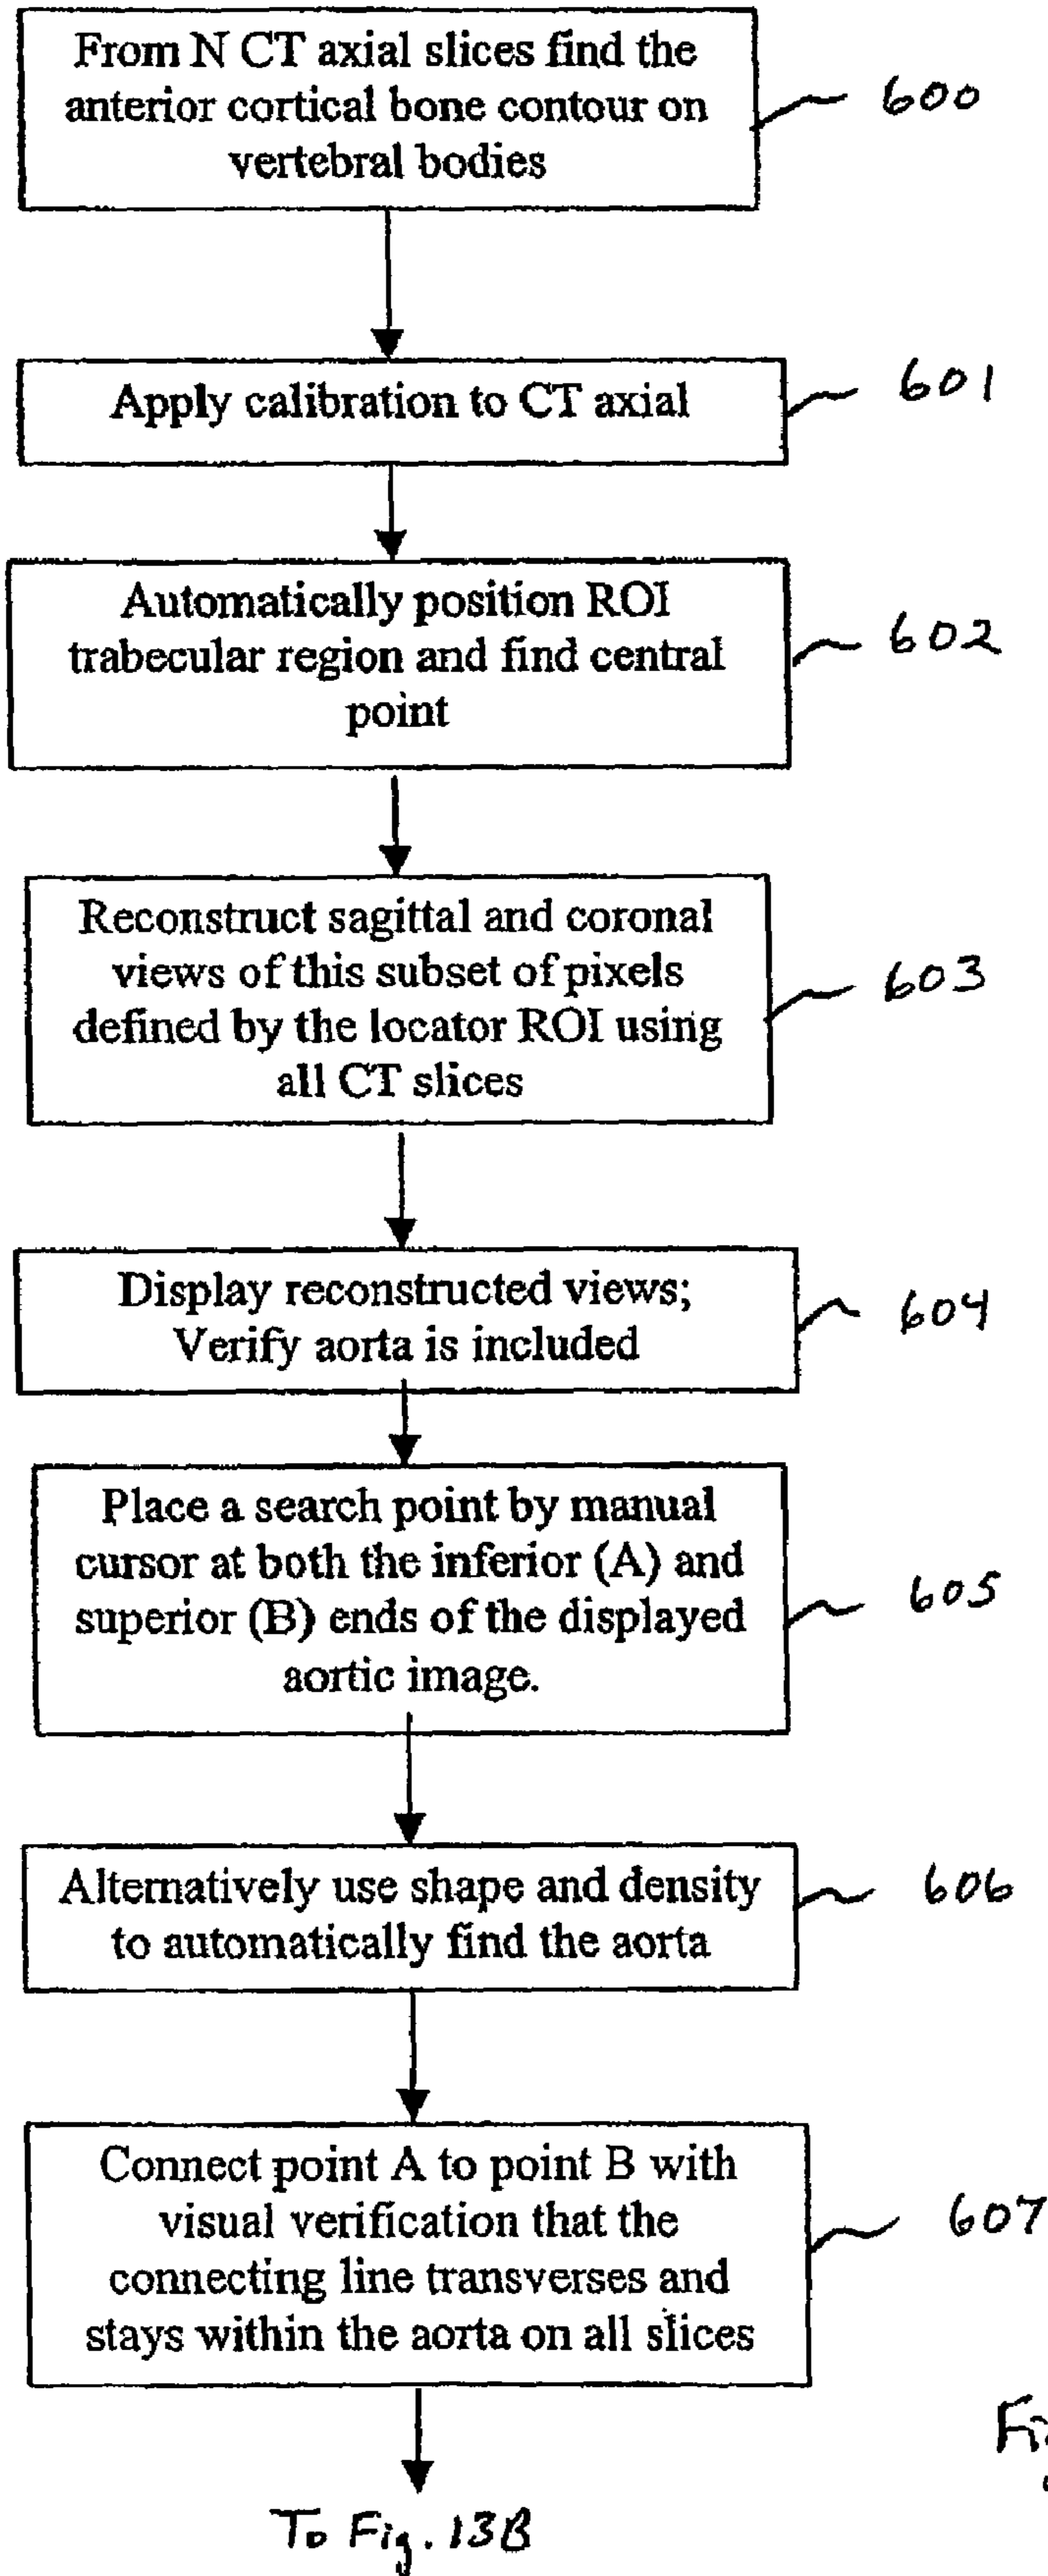 From N CT axial slices find the
anterior cortical bone contour on
vertebral bodies
600
Apply calibration to CT axial
601
Automatically position ROI
trabecular region and find central
point
602
Reconstruct sagittal and coronal
views of this subset of pixels
defined by the locator ROI using
all CT slices
603
Display reconstructed views;
Verify aorta is included
604
Place a search point by manual
cursor at both the inferior (A) and
superior (B) ends of the displayed
aortic image.
605
Alternatively use shape and density
to automatically find the aorta
606
Connect point A to point B with
visual verification that the
connecting line transverses and
stays within the aorta on all slices
607
To Fig. 13B